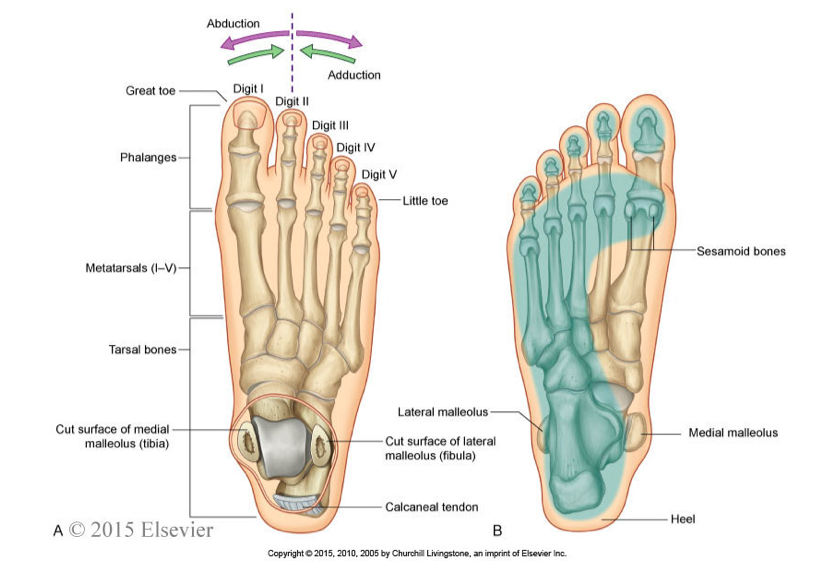 Abduction
Adduction
Great toe
Digit I
Digit II
Digit III
Digit IV
Digit V
Phalanges
Little toe
Metatarsals (I–V)
Sesamoid bones
Tarsal bones
Lateral malleolus
Medial malleolus
Cut surface of medial
malleolus (tibia)
Cut surface of lateral
malleolus (fibula)
Calcaneal tendon
Heel
A © 2015 Elsevier
B
Copyright © 2015, 2010, 2005 by Churchill Livingstone, an imprint of Elsevier Inc.